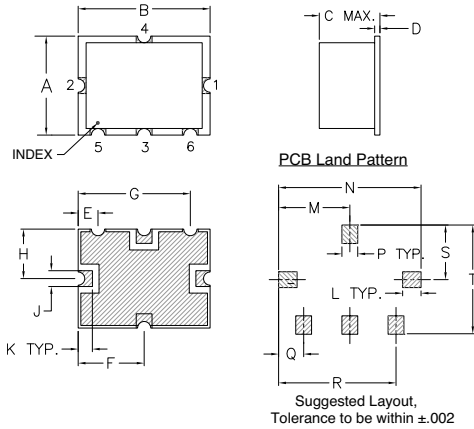 B
C MAX.
4
D
A
2
1
INDEX
5 3 6
PCB Land Pattern
G
E
H
J
K TYP.
F
N
M
S
P TYP.
T
L TYP.
Q
R
Suggested Layout,
Tolerance to be within ±.002